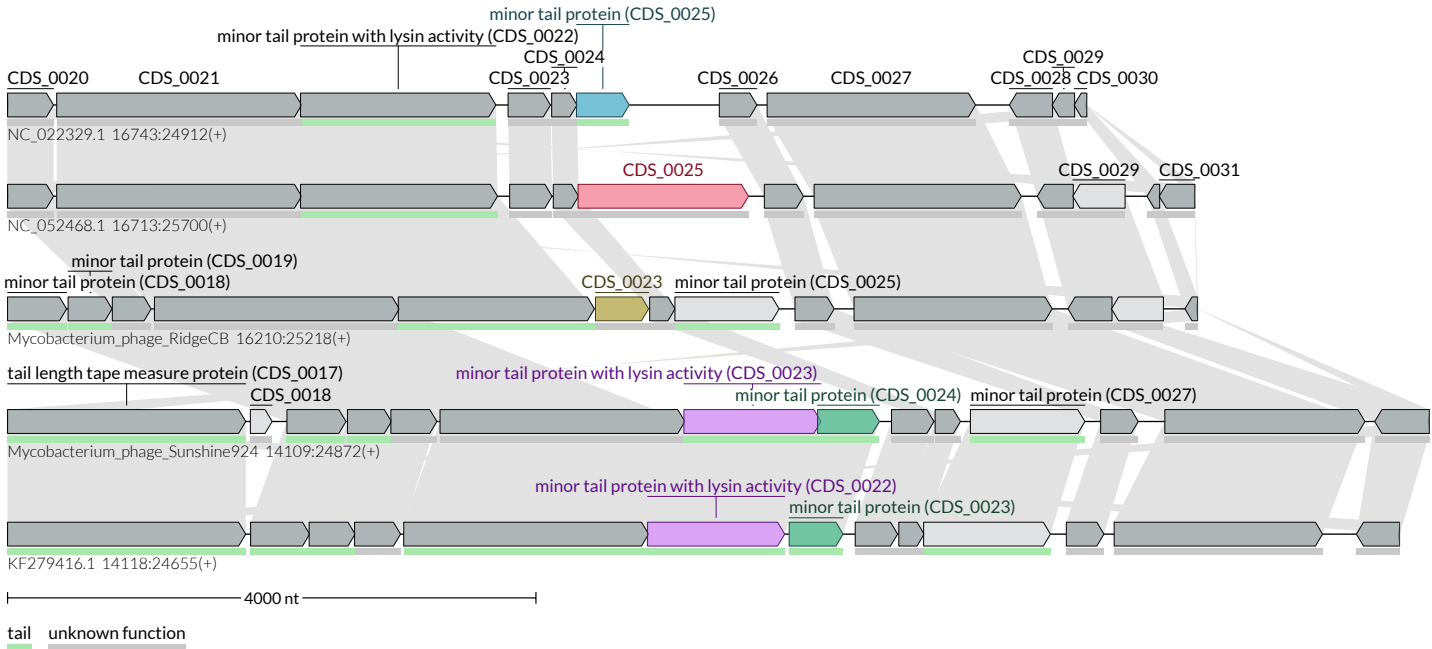 minor tail protein (CDS_0025)
minor tail protein with lysin activity (CDS_0022)
CDS_0024
CDS_0029
CDS_0020 CDS_0021 CDS_0023 CDS_0026 CDS_0027 CDS_0028 CDS_0030
NC_022329.1 16743:24912(+)
CDS_0025 CDS_0029 CDS_0031
NC_052468.1 16713:25700(+)
minor tail protein (CDS_0019)
minor tail protein (CDS_0018) CDS_0023 minor tail protein (CDS_0025)
Mycobacterium_phage_RidgeCB 16210:25218(+)
tail length tape measure protein (CDS_0017) minor tail protein with lysin activity (CDS_0023)
CDS_0018 minor tail protein (CDS_0024) minor tail protein (CDS_0027)
Mycobacterium_phage_Sunshine924 14109:24872(+)
minor tail protein with lysin activity (CDS_0022)
minor tail protein (CDS_0023)
KF279416.1 14118:24655(+)
4000 nt
tail unknown function